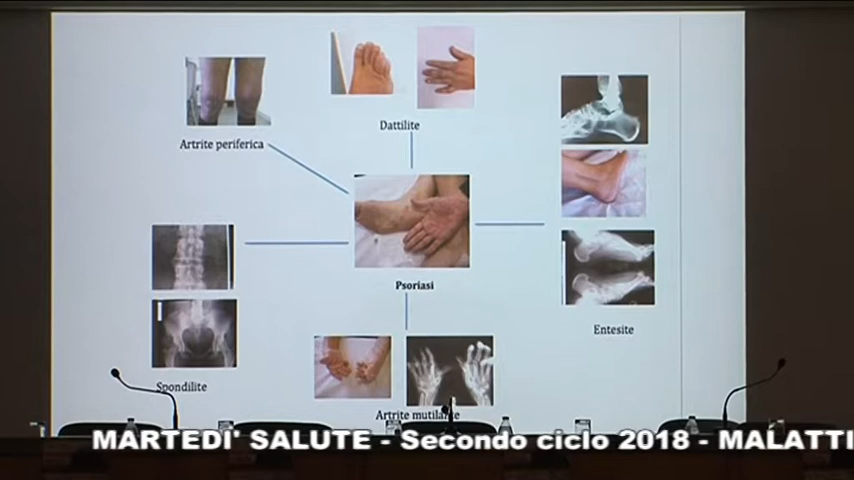 Dattilite
Artrite periferica
Psoriasi
Entesite
Spondilite
Artrite mutilante
MARTEDI' SALUTE - Secondo ciclo 2018 - MALATTI